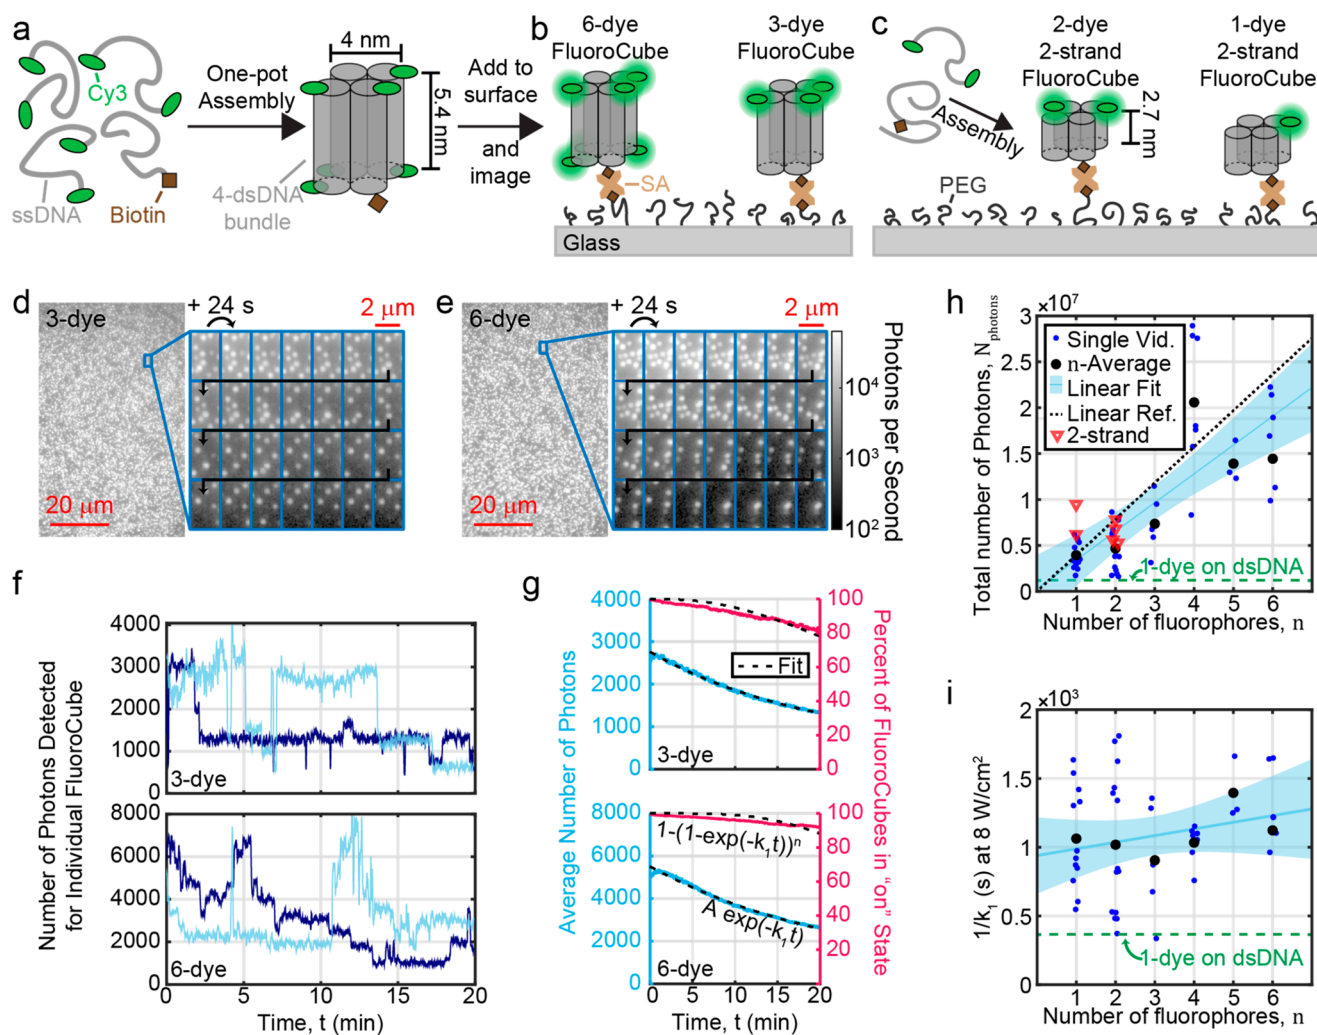 a
4 nm
Cy3
One-pot
Assembly
5.4 nm
Add to
surface
and
image
ssDNA
Biotin
4-dsDNA
bundle
b
6-dye
FluoroCube
3-dye
FluoroCube
SA
Glass
c
2-dye
2-strand
FluoroCube
1-dye
2-strand
FluoroCube
Assembly
2.7 nm
PEG
d
3-dye
+ 24 s
2 μm
20 μm
e
6-dye
+ 24 s
2 μm
20 μm
10⁴
10³
10²
Photons per Second
f
Number of Photons Detected
for Individual FluoroCube
4000
3000
2000
1000
0
3-dye
8000
6000
4000
2000
0
6-dye
0 5 10 15 20
Time, t (min)
g
Average Number of Photons
4000
3000
2000
1000
0
100
80
60
40
20
Fit
3-dye
8000
7000
6000
5000
4000
3000
2000
1000
0
100
80
60
40
20
1-(1-exp(-k₁t))ⁿ
A exp(-k₁t)
6-dye
0 5 10 15 20
Time, t (min)
Percent of FluoroCubes
in "on" State
h
×10⁷
Total number of Photons, Nphotons
3
2.5
2
1.5
1
0.5
0
Single Vid.
n-Average
Linear Fit
Linear Ref.
2-strand
1-dye on dsDNA
1 2 3 4 5 6
Number of fluorophores, n
i
×10³
1/k₁ (s) at 8 W/cm²
2
1.5
1
0.5
0
1-dye on dsDNA
1 2 3 4 5 6
Number of fluorophores, n